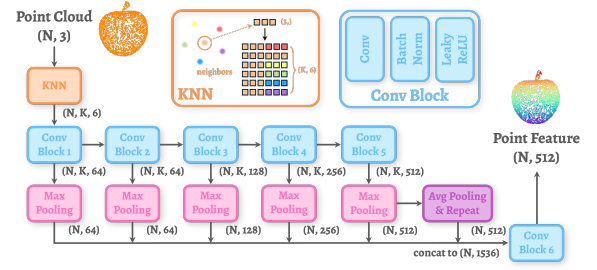 Point Cloud
(N, 3)
KNN
(N, K, 6)
(3,)
neighbors
(K, 6)
KNN
Conv
Batch
Norm
Leaky
ReLU
Conv Block
Point Feature
(N, 512)
Conv
Block 1
Conv
Block 2
Conv
Block 3
Conv
Block 4
Conv
Block 5
(N, K, 64)
(N, K, 64)
(N, K, 128)
(N, K, 256)
(N, K, 512)
Max
Pooling
Max
Pooling
Max
Pooling
Max
Pooling
Max
Pooling
Avg Pooling
& Repeat
(N, 64)
(N, 64)
(N, 128)
(N, 256)
(N, 512)
(N, 512)
concat to (N, 1536)
Conv
Block 6